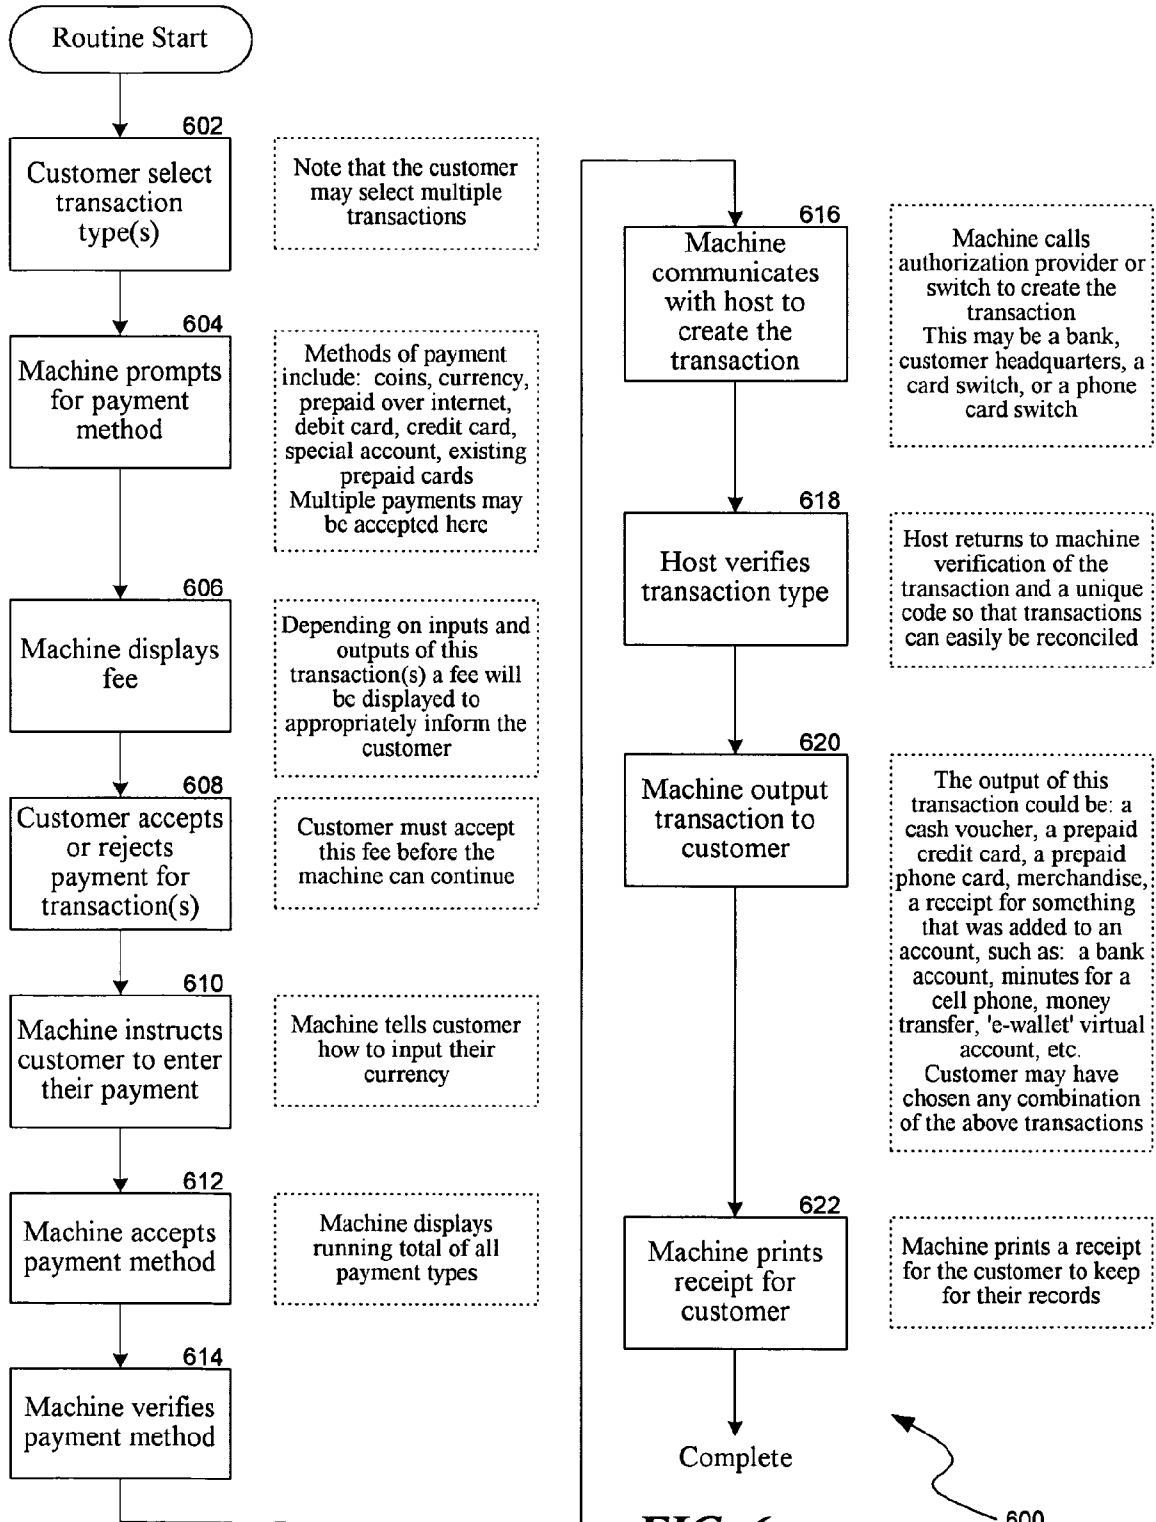 Routine Start
602
Customer select
transaction
type(s)
Note that the customer
may select multiple
transactions
604
Machine prompts
for payment
method
Methods of payment
include: coins, currency,
prepaid over internet,
debit card, credit card,
special account, existing
prepaid cards
Multiple payments may
be accepted here
606
Machine displays
fee
Depending on inputs and
outputs of this
transaction(s) a fee will
be displayed to
appropriately inform the
customer
608
Customer accepts
or rejects
payment for
transaction(s)
Customer must accept
this fee before the
machine can continue
610
Machine instructs
customer to enter
their payment
Machine tells customer
how to input their
currency
612
Machine accepts
payment method
Machine displays
running total of all
payment types
614
Machine verifies
payment method
616
Machine
communicates
with host to
create the
transaction
Machine calls
authorization provider or
switch to create the
transaction
This may be a bank,
customer headquarters, a
card switch, or a phone
card switch
618
Host verifies
transaction type
Host returns to machine
verification of the
transaction and a unique
code so that transactions
can easily be reconciled
620
Machine output
transaction to
customer
The output of this
transaction could be: a
cash voucher, a prepaid
credit card, a prepaid
phone card, merchandise,
a receipt for something
that was added to an
account, such as: a bank
account, minutes for a
cell phone, money
transfer, 'e-wallet' virtual
account, etc.
Customer may have
chosen any combination
of the above transactions
622
Machine prints
receipt for
customer
Machine prints a receipt
for the customer to keep
for their records
Complete
600
FIG. 6